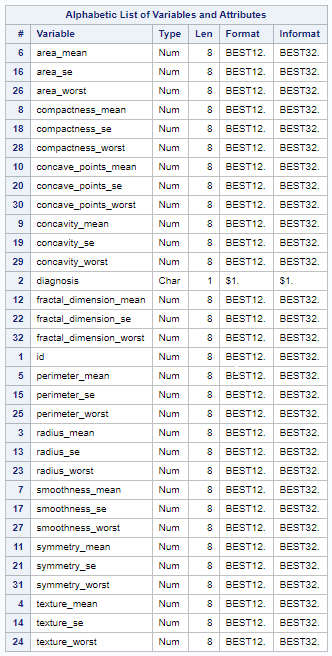 Alphabetic List of Variables and Attributes
# Variable Type Len Format Informat
6 area_mean Num 8 BEST12. BEST32.
16 area_se Num 8 BEST12. BEST32.
26 area_worst Num 8 BEST12. BEST32.
8 compactness_mean Num 8 BEST12. BEST32.
18 compactness_se Num 8 BEST12. BEST32.
28 compactness_worst Num 8 BEST12. BEST32.
10 concave_points_mean Num 8 BEST12. BEST32.
20 concave_points_se Num 8 BEST12. BEST32.
30 concave_points_worst Num 8 BEST12. BEST32.
9 concavity_mean Num 8 BEST12. BEST32.
19 concavity_se Num 8 BEST12. BEST32.
29 concavity_worst Num 8 BEST12. BEST32.
2 diagnosis Char 1 $1. $1.
12 fractal_dimension_mean Num 8 BEST12. BEST32.
22 fractal_dimension_se Num 8 BEST12. BEST32.
32 fractal_dimension_worst Num 8 BEST12. BEST32.
1 id Num 8 BEST12. BEST32.
5 perimeter_mean Num 8 BEST12. BEST32.
15 perimeter_se Num 8 BEST12. BEST32.
25 perimeter_worst Num 8 BEST12. BEST32.
3 radius_mean Num 8 BEST12. BEST32.
13 radius_se Num 8 BEST12. BEST32.
23 radius_worst Num 8 BEST12. BEST32.
7 smoothness_mean Num 8 BEST12. BEST32.
17 smoothness_se Num 8 BEST12. BEST32.
27 smoothness_worst Num 8 BEST12. BEST32.
11 symmetry_mean Num 8 BEST12. BEST32.
21 symmetry_se Num 8 BEST12. BEST32.
31 symmetry_worst Num 8 BEST12. BEST32.
4 texture_mean Num 8 BEST12. BEST32.
14 texture_se Num 8 BEST12. BEST32.
24 texture_worst Num 8 BEST12. BEST32.